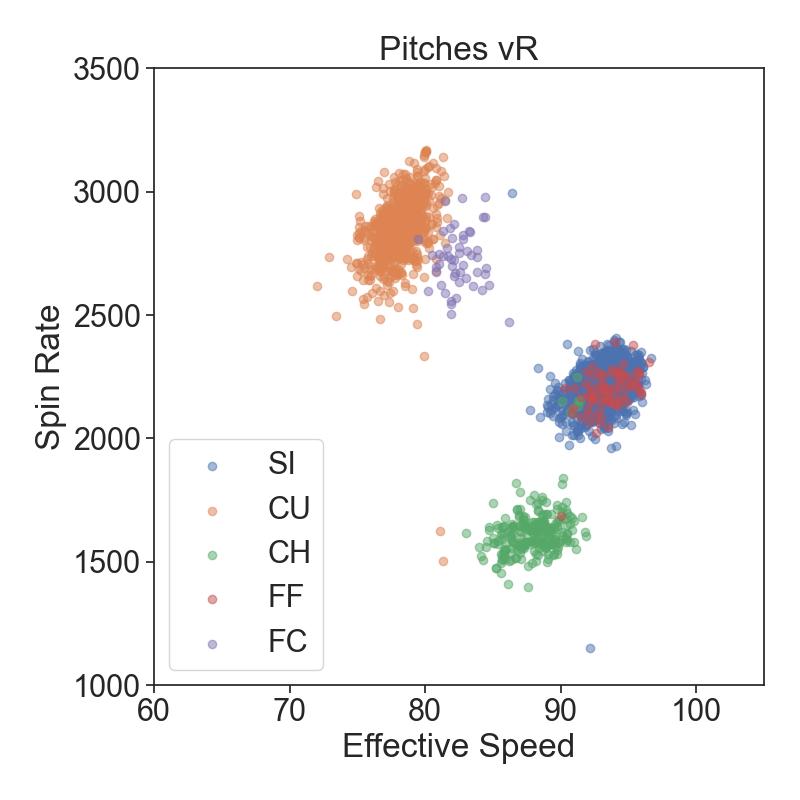 Pitches vR
3500
3000
2500
2000
1500
1000
Spin Rate
SI
CU
CH
FF
FC
60 70 80 90 100
Effective Speed